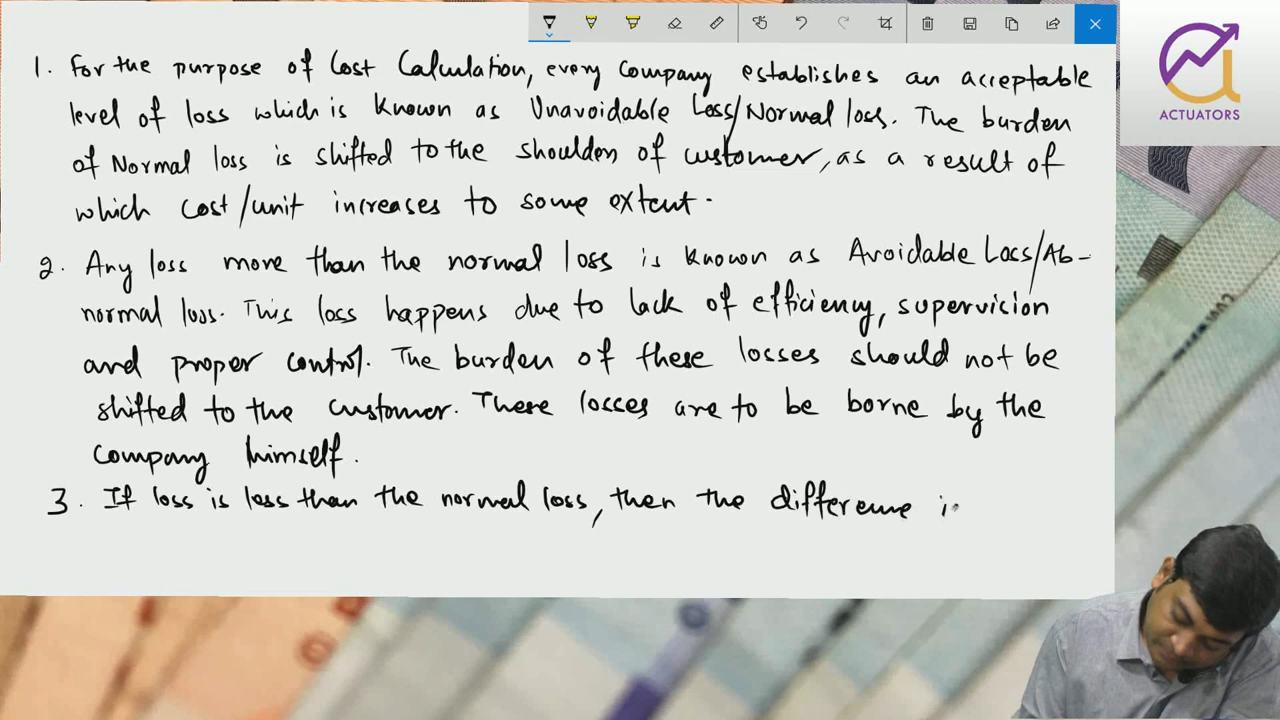 1. For the purpose of Cost Calculation, every Company establishes an acceptable
level of loss which is known as Unavoidable Loss/Normal loss. The burden
of Normal loss is shifted to the shoulder of customer, as a result of
which cost/unit increases to some extent.
2. Any loss more than the normal loss is known as Avoidable Loss/Ab-
normal loss. This loss happens due to lack of efficiency, supervision
and proper control. The burden of these losses should not be
shifted to the customer. These losses are to be borne by the
company himself.
3. If loss is less than the normal loss, then the difference is
ACTUATORS